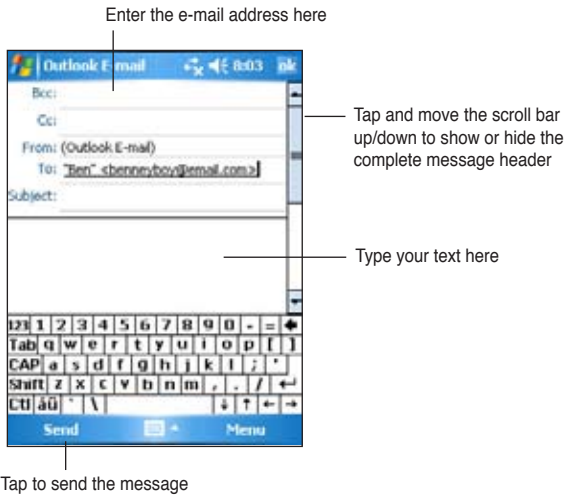 Enter the e-mail address here
Outlook E-mail 8:03 ok
Bcc:
Cc:
From: (Outlook E-mail)
To: "Ben" <benneyboy@email.com>
Subject:
Tap and move the scroll bar
up/down to show or hide the
complete message header
Type your text here
123 1 2 3 4 5 6 7 8 9 0 - =
Tab q w e r t y u i o p [ ]
CAP a s d f g h j k l ; '
Shift z x c v b n m , . /
Ctl áü ` \
Send Menu
Tap to send the message